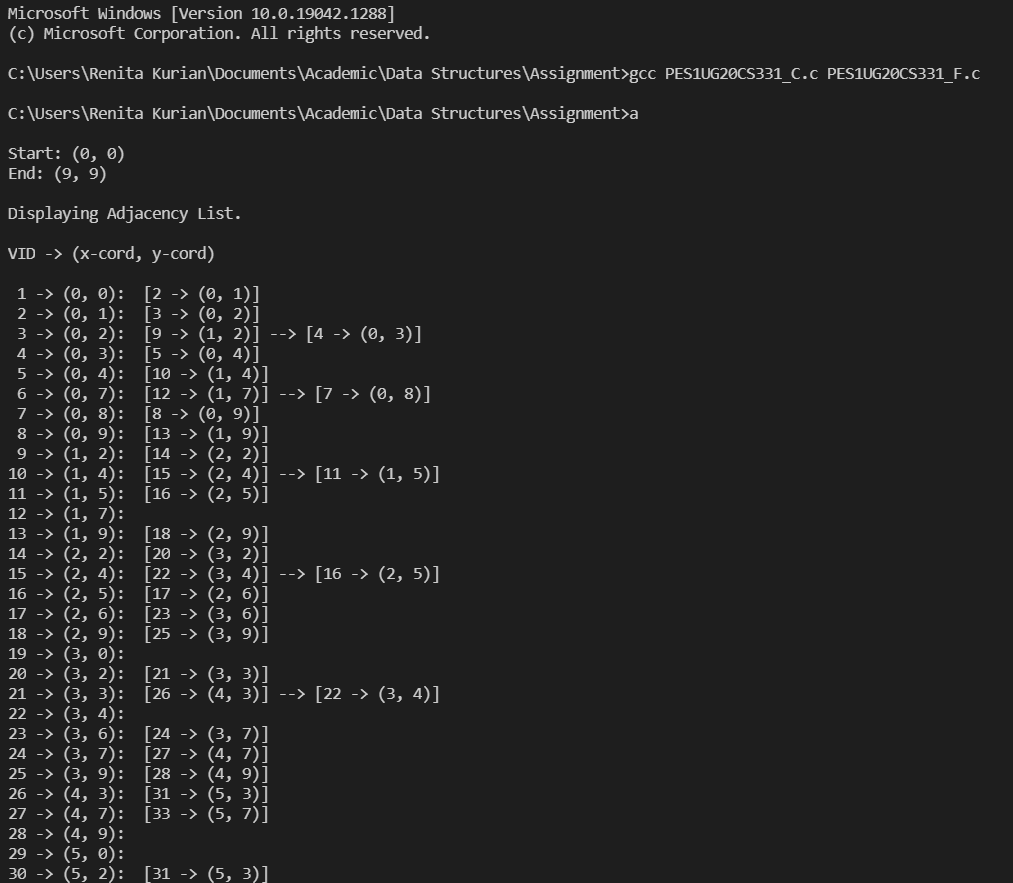 Microsoft Windows [Version 10.0.19042.1288]
(c) Microsoft Corporation. All rights reserved.
C:\Users\Renita Kurian\Documents\Academic\Data Structures\Assignment>gcc PES1UG20CS331_C.c PES1UG20CS331_F.c
C:\Users\Renita Kurian\Documents\Academic\Data Structures\Assignment>a
Start: (0, 0)
End: (9, 9)
Displaying Adjacency List.
VID -> (x-cord, y-cord)
1 -> (0, 0): [2 -> (0, 1)]
2 -> (0, 1): [3 -> (0, 2)]
3 -> (0, 2): [9 -> (1, 2)] --> [4 -> (0, 3)]
4 -> (0, 3): [5 -> (0, 4)]
5 -> (0, 4): [10 -> (1, 4)]
6 -> (0, 7): [12 -> (1, 7)] --> [7 -> (0, 8)]
7 -> (0, 8): [8 -> (0, 9)]
8 -> (0, 9): [13 -> (1, 9)]
9 -> (1, 2): [14 -> (2, 2)]
10 -> (1, 4): [15 -> (2, 4)] --> [11 -> (1, 5)]
11 -> (1, 5): [16 -> (2, 5)]
12 -> (1, 7):
13 -> (1, 9): [18 -> (2, 9)]
14 -> (2, 2): [20 -> (3, 2)]
15 -> (2, 4): [22 -> (3, 4)] --> [16 -> (2, 5)]
16 -> (2, 5): [17 -> (2, 6)]
17 -> (2, 6): [23 -> (3, 6)]
18 -> (2, 9): [25 -> (3, 9)]
19 -> (3, 0):
20 -> (3, 2): [21 -> (3, 3)]
21 -> (3, 3): [26 -> (4, 3)] --> [22 -> (3, 4)]
22 -> (3, 4):
23 -> (3, 6): [24 -> (3, 7)]
24 -> (3, 7): [27 -> (4, 7)]
25 -> (3, 9): [28 -> (4, 9)]
26 -> (4, 3): [31 -> (5, 3)]
27 -> (4, 7): [33 -> (5, 7)]
28 -> (4, 9):
29 -> (5, 0):
30 -> (5, 2): [31 -> (5, 3)]